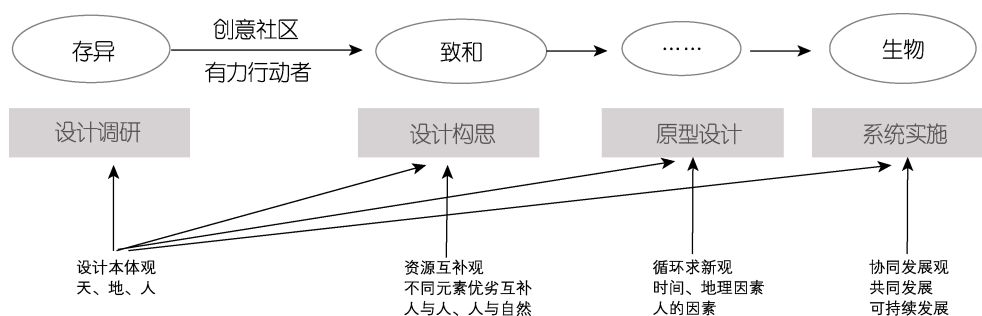 存异
创意社区
有力行动者
致和
……
生物
设计调研
设计构思
原型设计
系统实施
设计本体观
天、地、人
资源互补观
不同元素优劣互补
人与人、人与自然
循环求新观
时间、地理因素
人的因素
协同发展观
共同发展
可持续发展